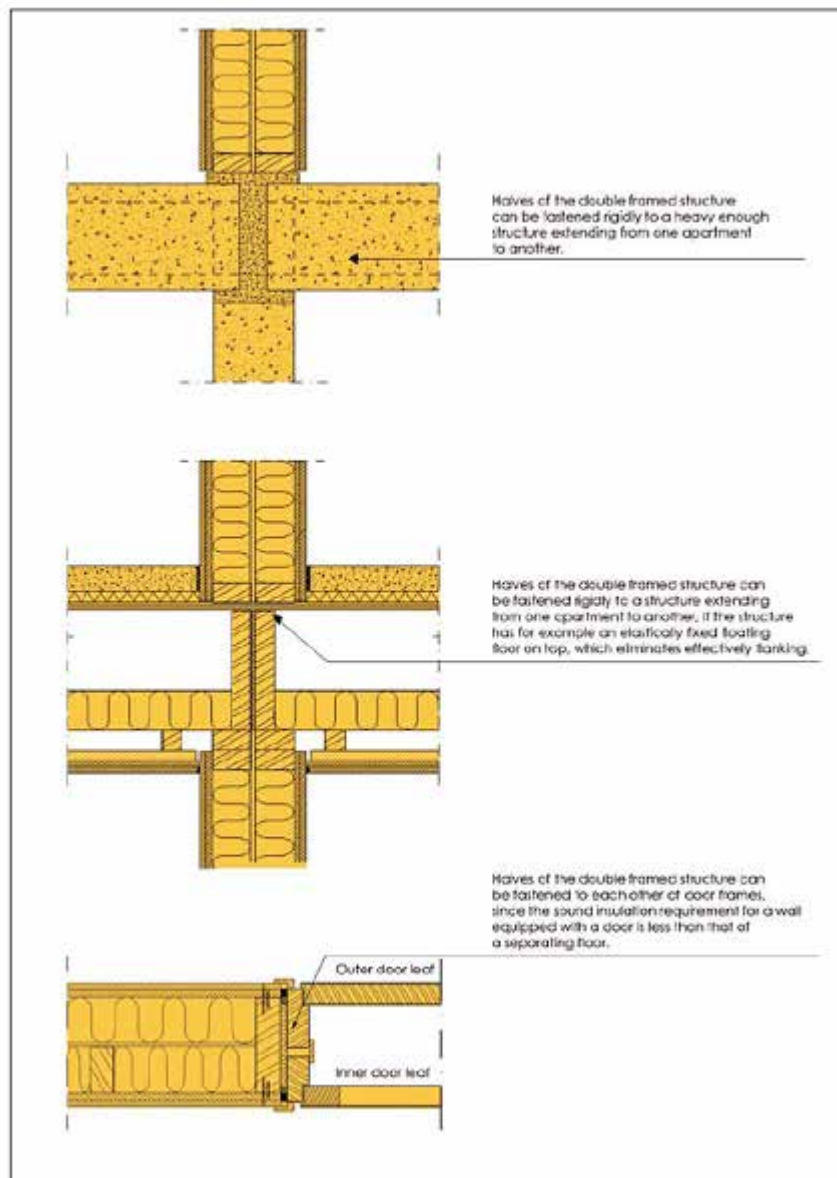 Halves of the double framed structure
can be fastened rigidly to a heavy enough
structure extending from one apartment
to another.
Halves of the double framed structure can
be fastened rigidly to a structure extending
from one apartment to another, if the structure
has for example an elastically fixed floating
floor on top, which eliminates effectively flanking.
Halves of the double framed structure can
be fastened to each other at door frames,
since the sound insulation requirement for a wall
equipped with a door is less than that of
a separating floor.
Outer door leaf
Inner door leaf